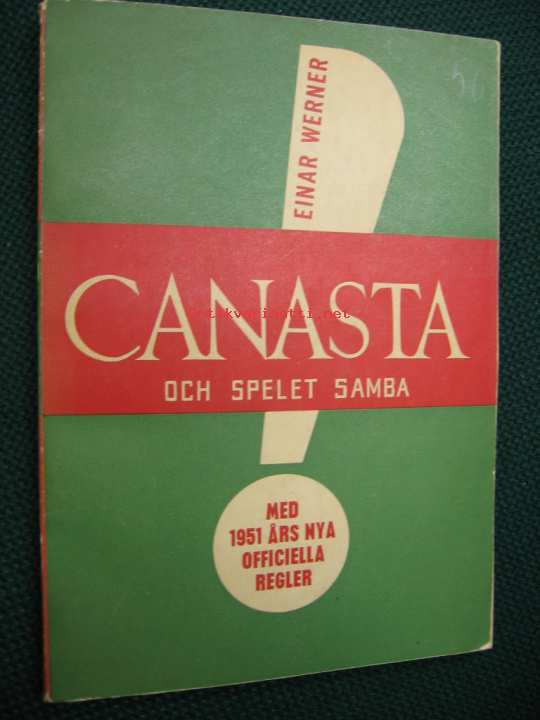 EINAR WERNER
CANASTA
OCH SPELET SAMBA
MED
1951 ÅRS NYA
OFFICIELLA
REGLER